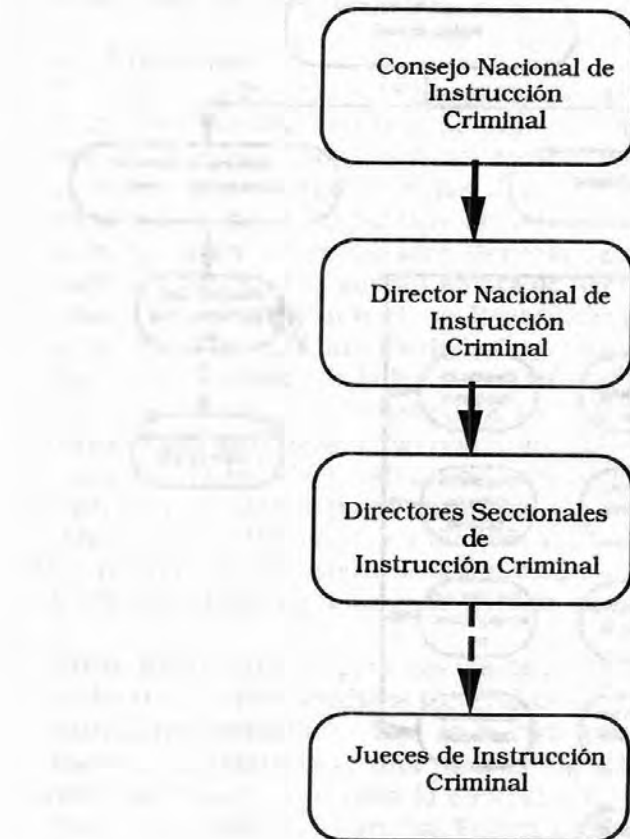 Consejo Nacional de
Instrucción
Criminal
Director Nacional de
Instrucción
Criminal
Directores Seccionales
de
Instrucción Criminal
Jueces de Instrucción
Criminal